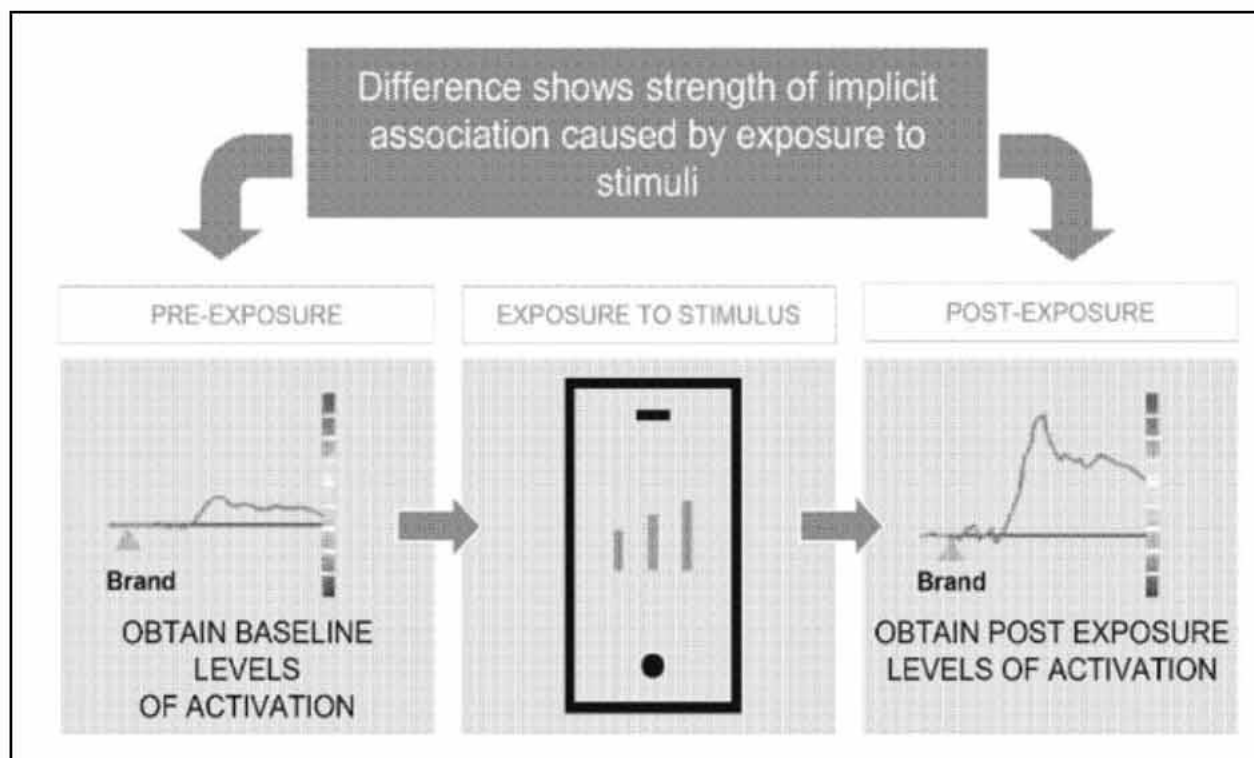 Difference shows strength of implicit
association caused by exposure to
stimuli
PRE-EXPOSURE
EXPOSURE TO STIMULUS
POST-EXPOSURE
Brand
OBTAIN BASELINE
LEVELS
OF ACTIVATION
Brand
OBTAIN POST EXPOSURE
LEVELS OF ACTIVATION